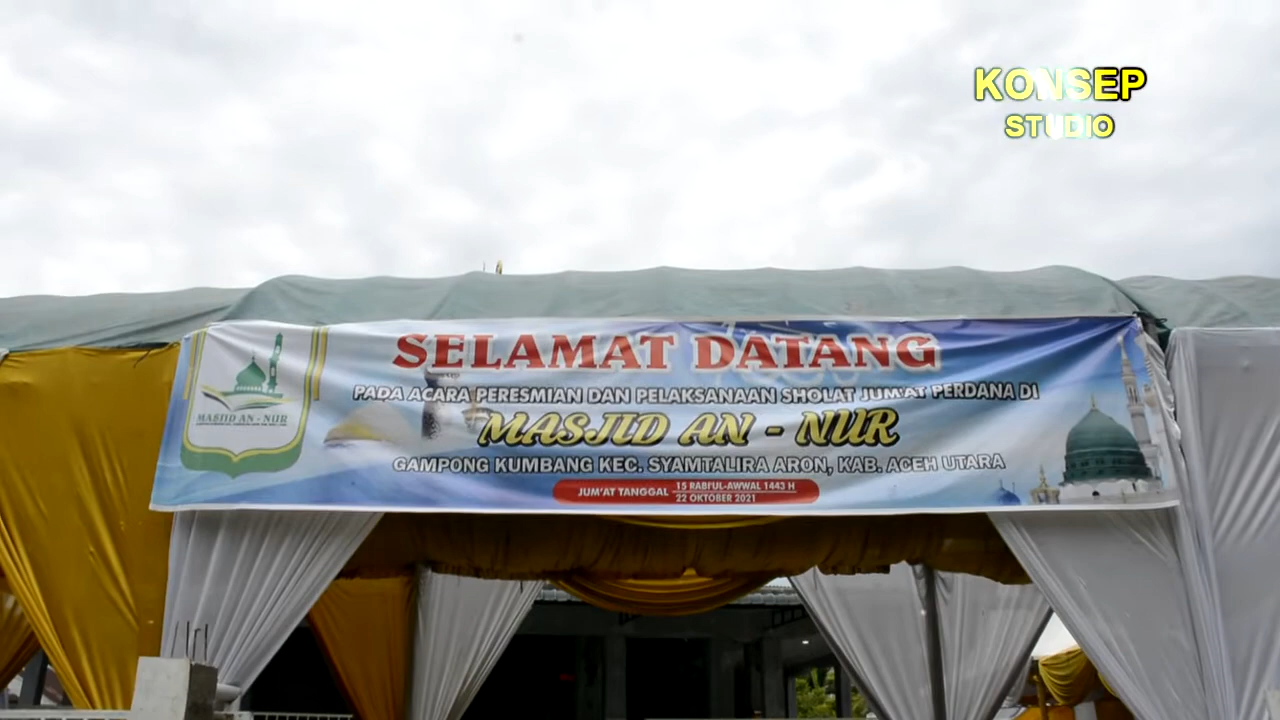 KONSEP
STUDIO
SELAMAT DATANG
PADA ACARA PERESMIAN DAN PELAKSANAAN SHOLAT JUM'AT PERDANA DI
MASJID AN - NUR
MASJID AN - NUR
GAMPONG KUMBANG KEC. SYAMTALIRA ARON, KAB. ACEH UTARA
JUM'AT TANGGAL 15 RABI'UL-AWWAL 1443 H
22 OKTOBER 2021